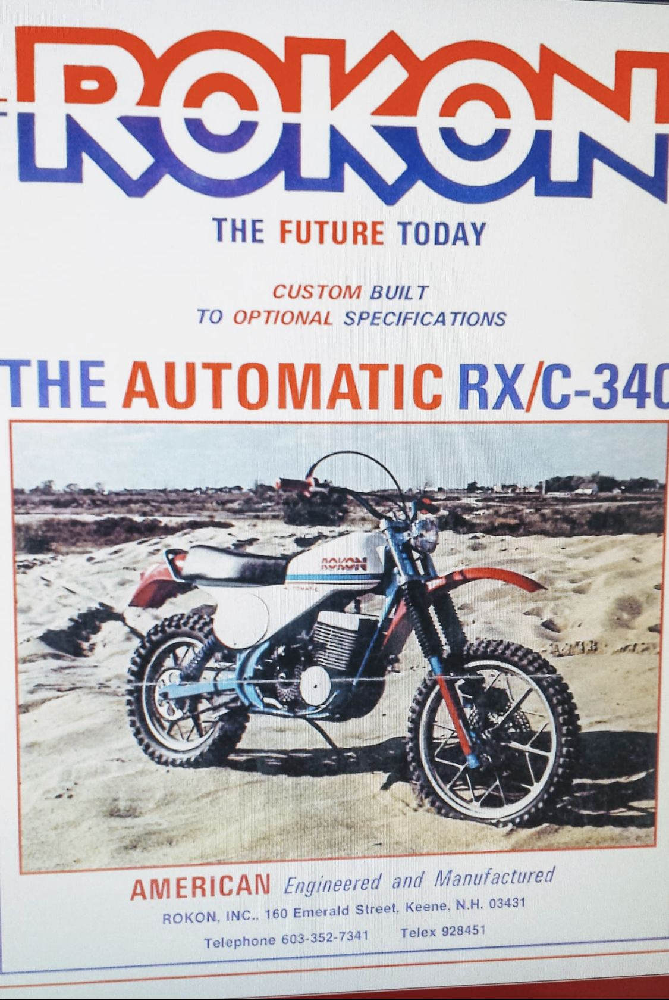 ROKON
THE FUTURE TODAY
CUSTOM BUILT
TO OPTIONAL SPECIFICATIONS
THE AUTOMATIC RX/C-340
ROKON
AUTOMATIC
AMERICAN Engineered and Manufactured
ROKON, INC., 160 Emerald Street, Keene, N.H. 03431
Telephone 603-352-7341 Telex 928451